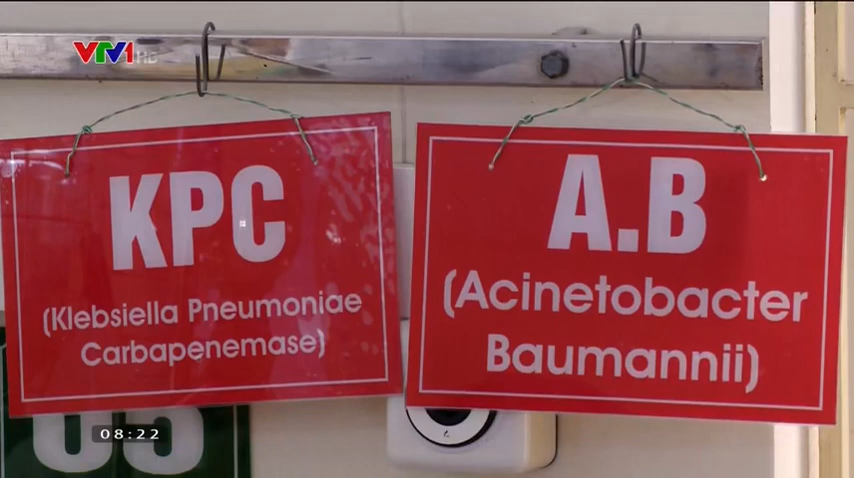 VTV1 HD
KPC
(Klebsiella Pneumoniae
Carbapenemase)
A.B
(Acinetobacter
Baumannii)
08:22